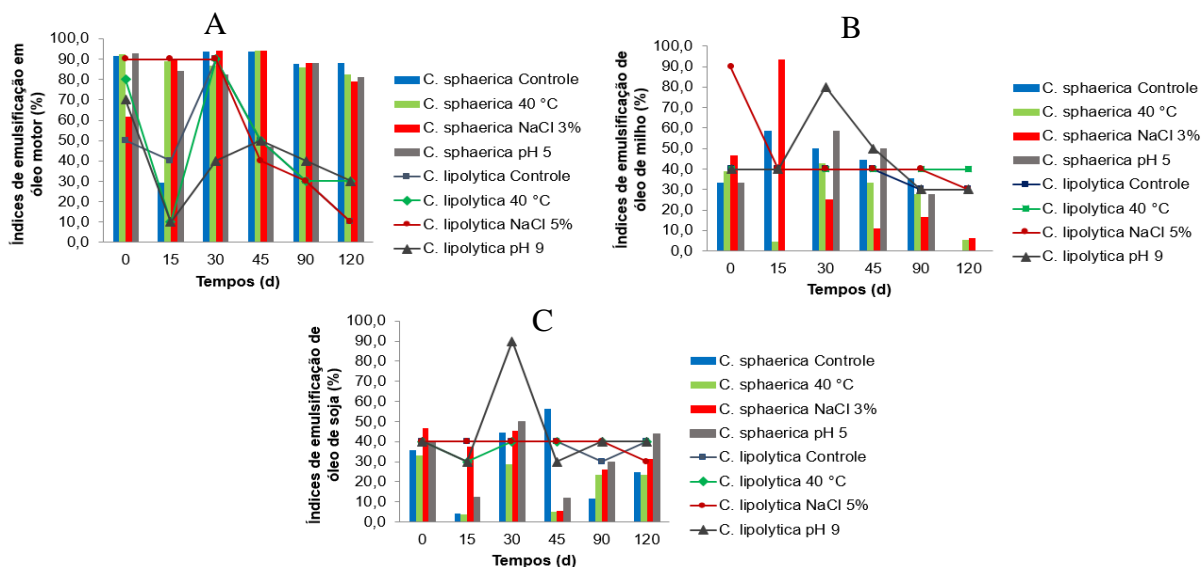 A
Índices de emulsificação em
óleo motor (%)
100,0
90,0
80,0
70,0
60,0
50,0
40,0
30,0
20,0
10,0
0,0
0 15 30 45 90 120
Tempos (d)
C. sphaerica Controle
C. sphaerica 40 °C
C. sphaerica NaCl 3%
C. sphaerica pH 5
C. lipolytica Controle
C. lipolytica 40 °C
C. lipolytica NaCl 5%
C. lipolytica pH 9
B
Índices de emulsificação de
óleo de milho (%)
100,0
90,0
80,0
70,0
60,0
50,0
40,0
30,0
20,0
10,0
0,0
0 15 30 45 90 120
Tempos (d)
C. sphaerica Controle
C. sphaerica 40 °C
C. sphaerica NaCl 3%
C. sphaerica pH 5
C. lipolytica Controle
C. lipolytica 40 °C
C. lipolytica NaCl 5%
C. lipolytica pH 9
C
Índices de emulsificação de
óleo de soja (%)
100,0
90,0
80,0
70,0
60,0
50,0
40,0
30,0
20,0
10,0
0,0
0 15 30 45 90 120
Tempos (d)
C. sphaerica Controle
C. sphaerica 40 °C
C. sphaerica NaCl 3%
C. sphaerica pH 5
C. lipolytica Controle
C. lipolytica 40 °C
C. lipolytica NaCl 5%
C. lipolytica pH 9